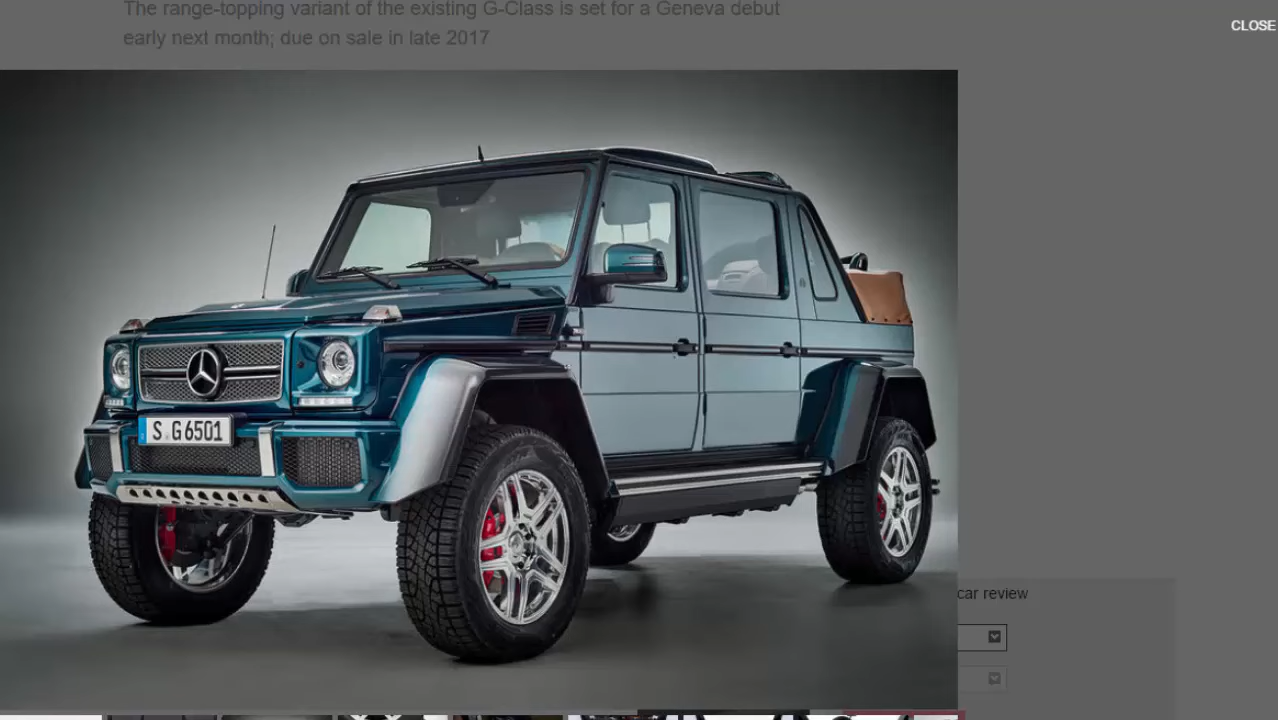 The range-topping variant of the existing G-Class is set for a Geneva debut
early next month; due on sale in late 2017
CLOSE
S G 6501
car review